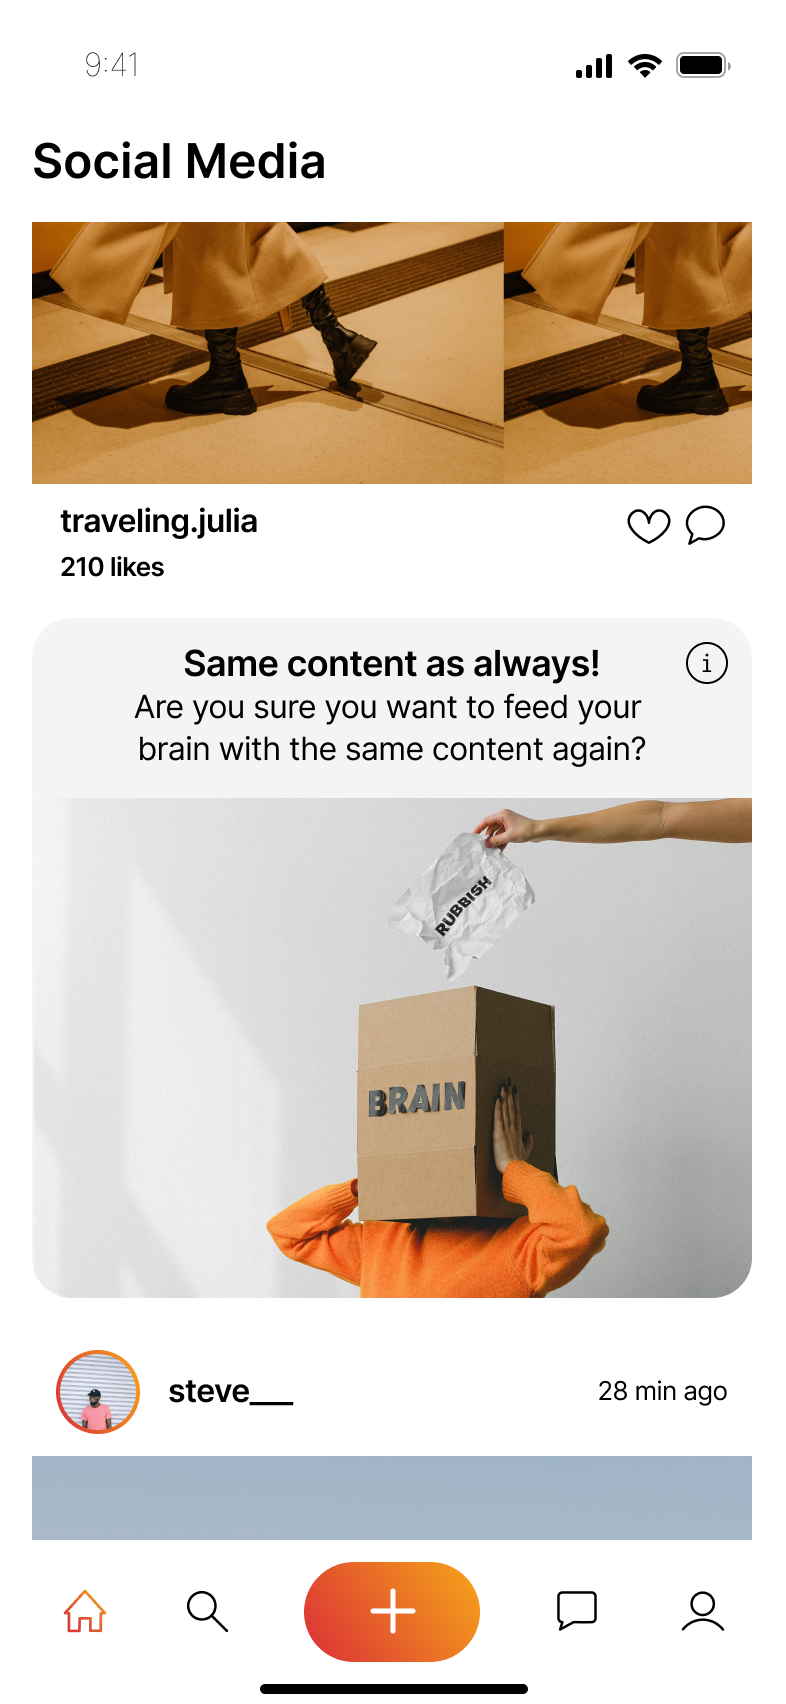 9:41
Social Media
traveling.julia
210 likes
Same content as always!
Are you sure you want to feed your
brain with the same content again?
RUBBISH
BRAIN
steve___
28 min ago